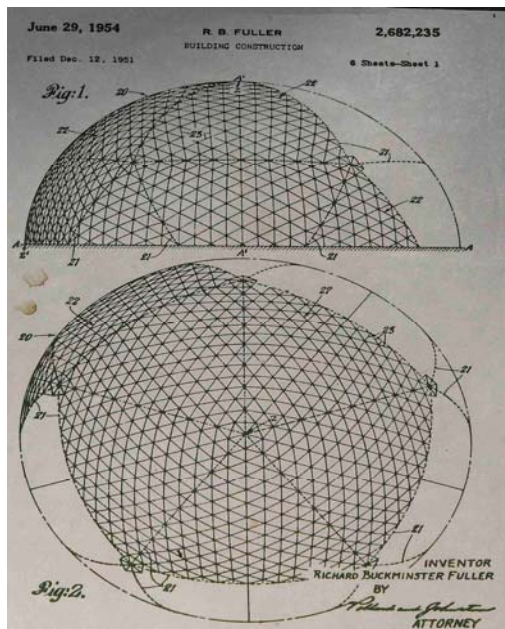 June 29, 1954
R. B. FULLER
2,682,235
BUILDING CONSTRUCTION
Filed Dec. 12, 1951
6 Sheets-Sheet 1
Fig:1.
20
A'
22
22
25
21
22
A
A
21
21
A'
21
22
27
25
20
21
21
21
21
Fig:2.
INVENTOR
RICHARD BUCKMINSTER FULLER
BY
ATTORNEY